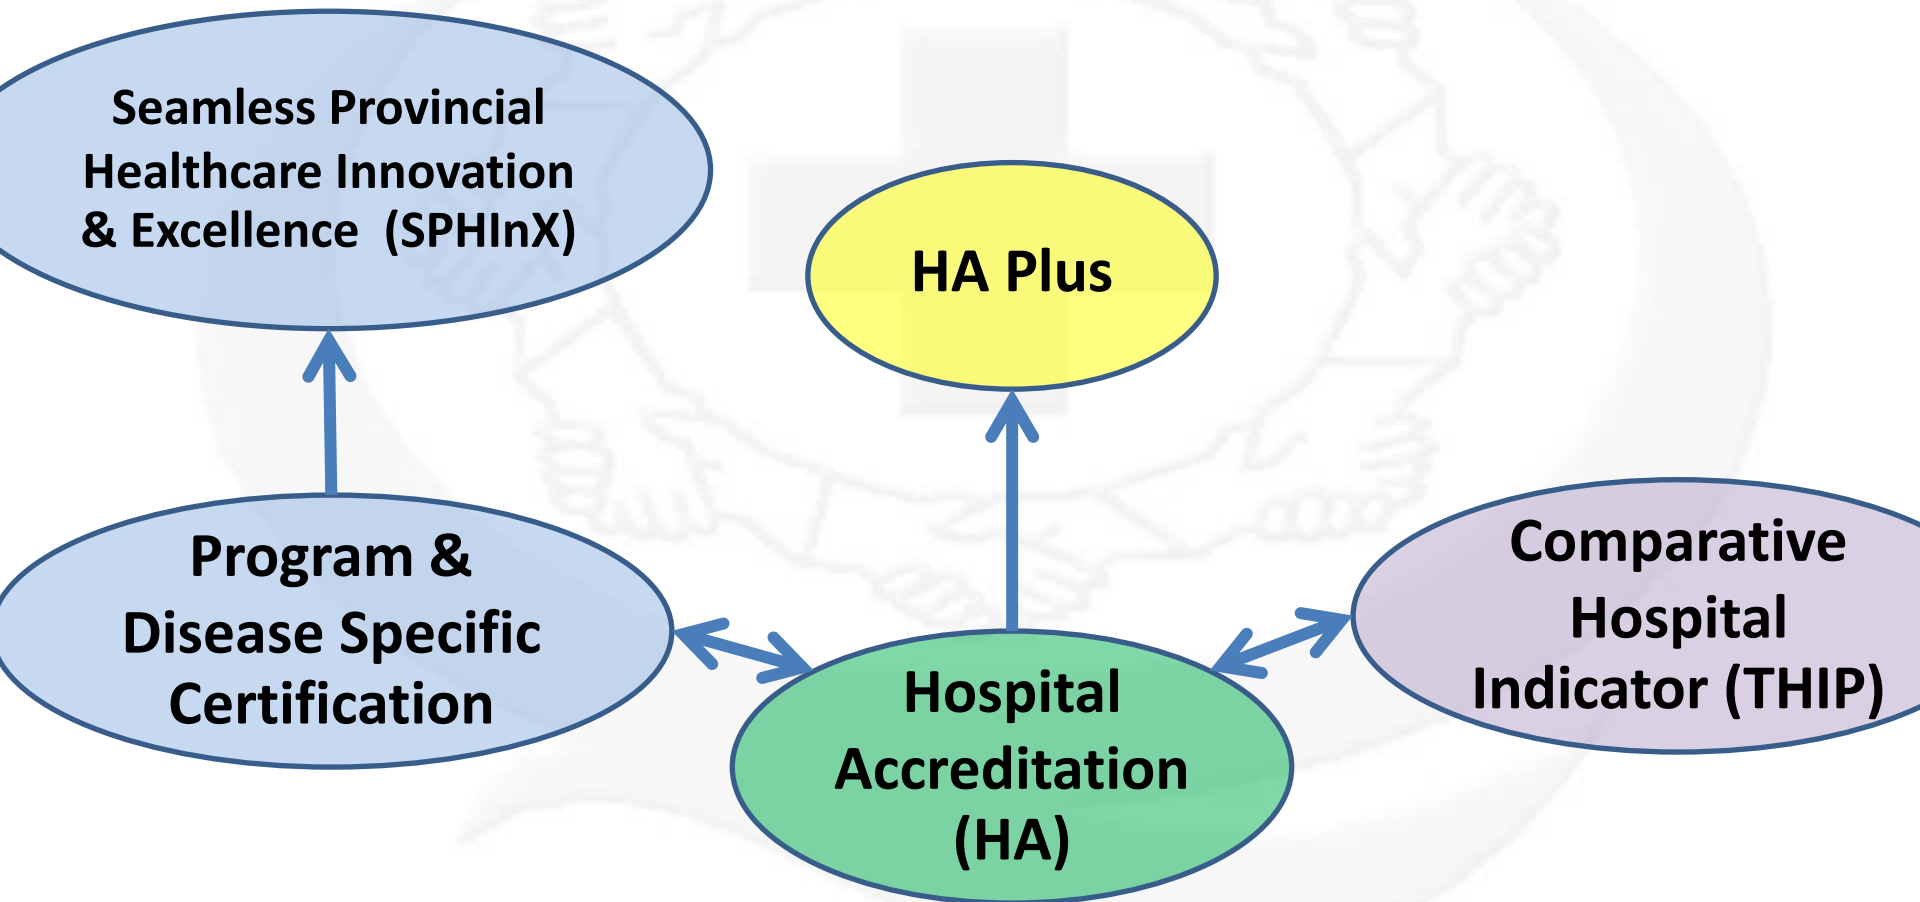 Seamless Provincial
Healthcare Innovation
& Excellence (SPHInX)
HA Plus
Program &
Disease Specific
Certification
Hospital
Accreditation
(HA)
Comparative
Hospital
Indicator (THIP)